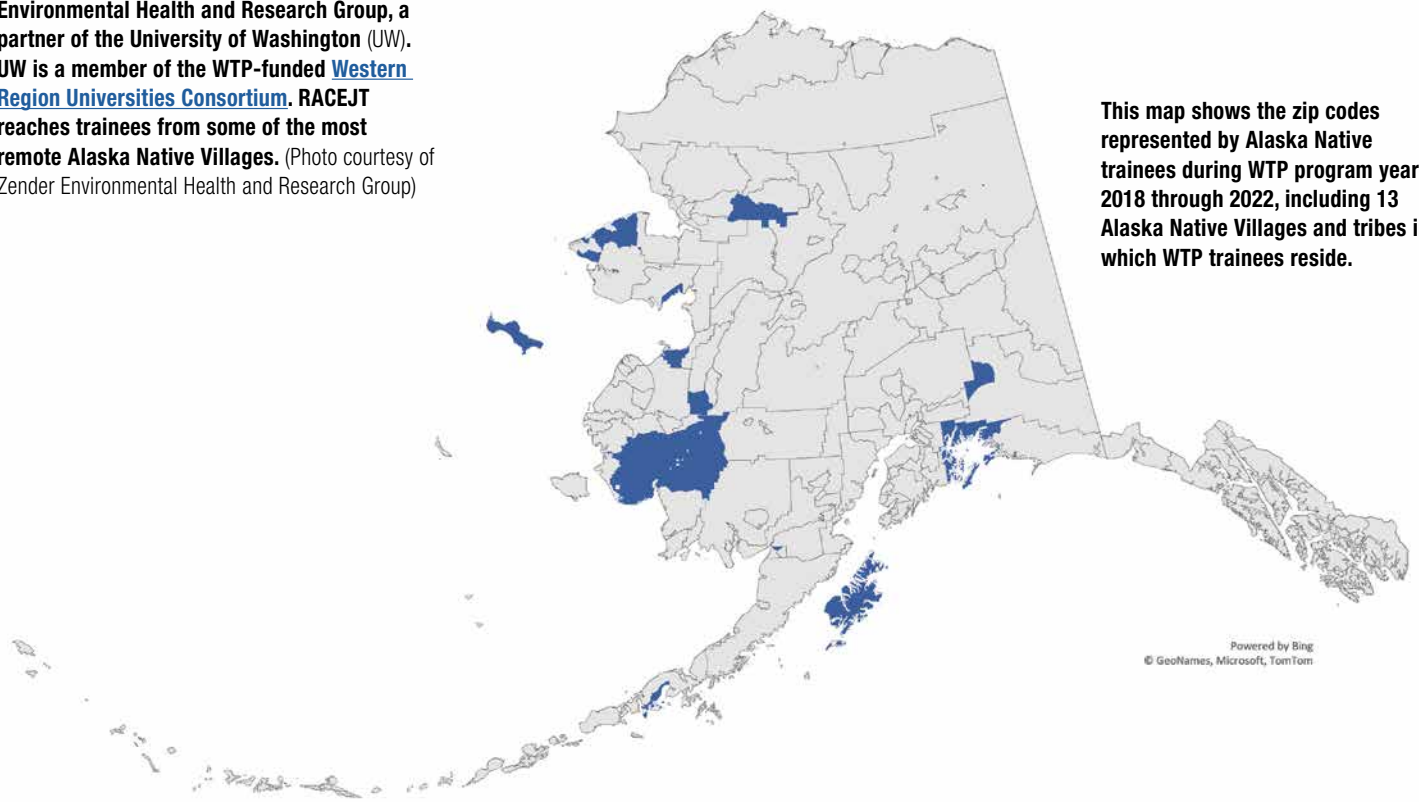 Environmental Health and Research Group, a
partner of the University of Washington (UW).
UW is a member of the WTP-funded Western
Region Universities Consortium. RACEJT
reaches trainees from some of the most
remote Alaska Native Villages. (Photo courtesy of
Zender Environmental Health and Research Group)
This map shows the zip codes
represented by Alaska Native
trainees during WTP program year
2018 through 2022, including 13
Alaska Native Villages and tribes i
which WTP trainees reside.
Powered by Bing
© GeoNames, Microsoft, TomTom